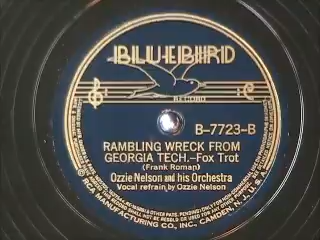 BLUEBIRD
RECORD
B-7723-B
RAMBLING WRECK FROM
GEORGIA TECH.-Fox Trot
(Frank Roman)
Ozzie Nelson and his Orchestra
Vocal refrain by Ozzie Nelson
RCA MANUFACTURING CO., INC. CAMDEN, N.J., U.S.A.